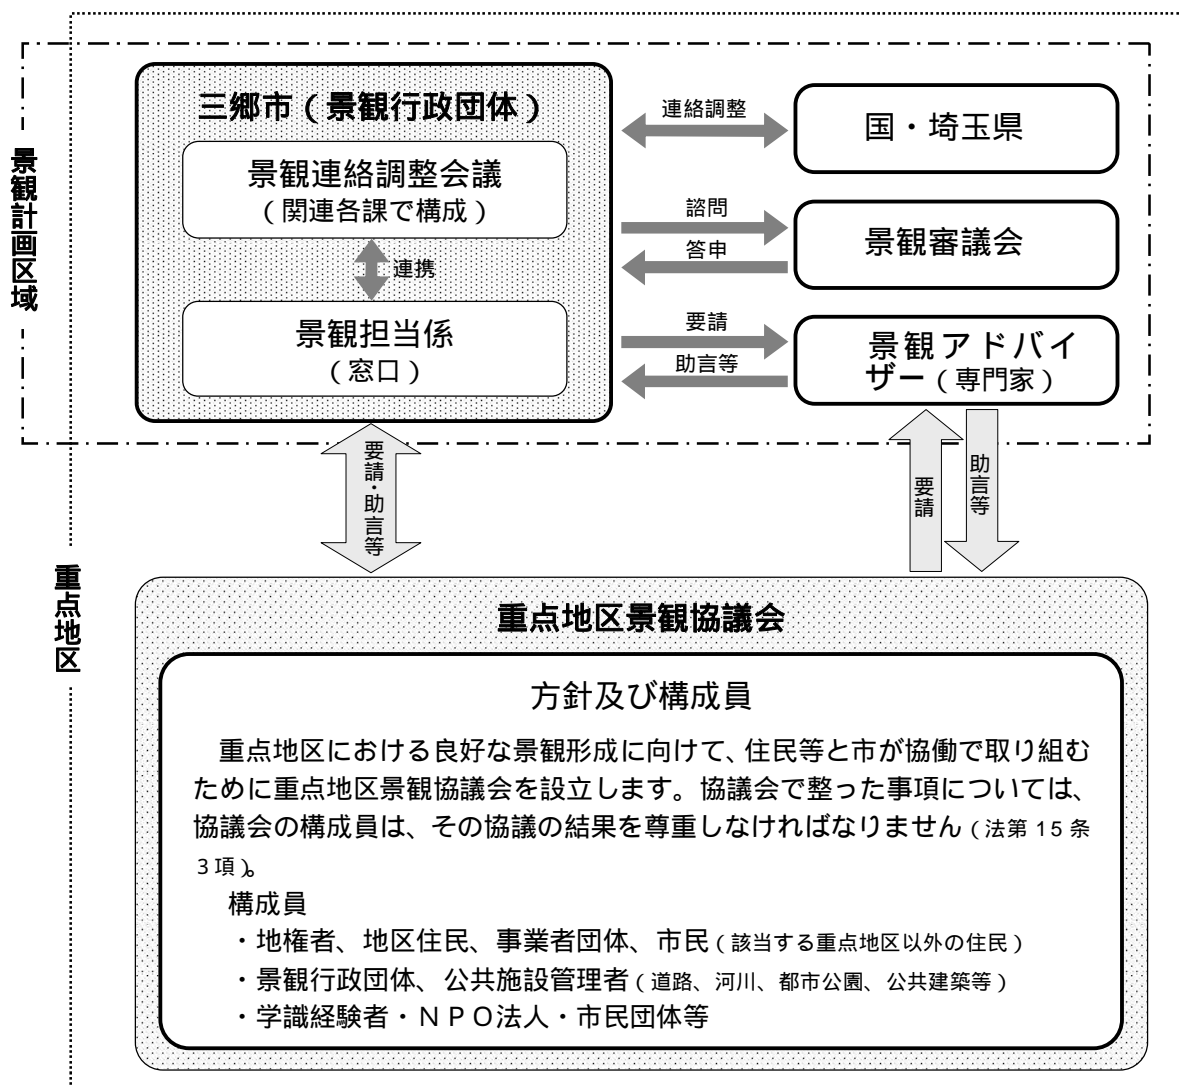 景観計画区域
重点地区
三郷市（景観行政団体）
景観連絡調整会議
（関連各課で構成）
連携
景観担当係
（窓口）
連絡調整
国・埼玉県
諮問
答申
景観審議会
要請
助言等
景観アドバイ
ザー（専門家）
要請・助言等
要請
助言等
重点地区景観協議会
方針及び構成員
重点地区における良好な景観形成に向けて、住民等と市が協働で取り組む
ために重点地区景観協議会を設立します。協議会で整った事項については、
協議会の構成員は、その協議の結果を尊重しなければなりません（法第 15 条
3 項）。
構成員
・地権者、地区住民、事業者団体、市民（該当する重点地区以外の住民）
・景観行政団体、公共施設管理者（道路、河川、都市公園、公共建築等）
・学識経験者・ＮＰＯ法人・市民団体等